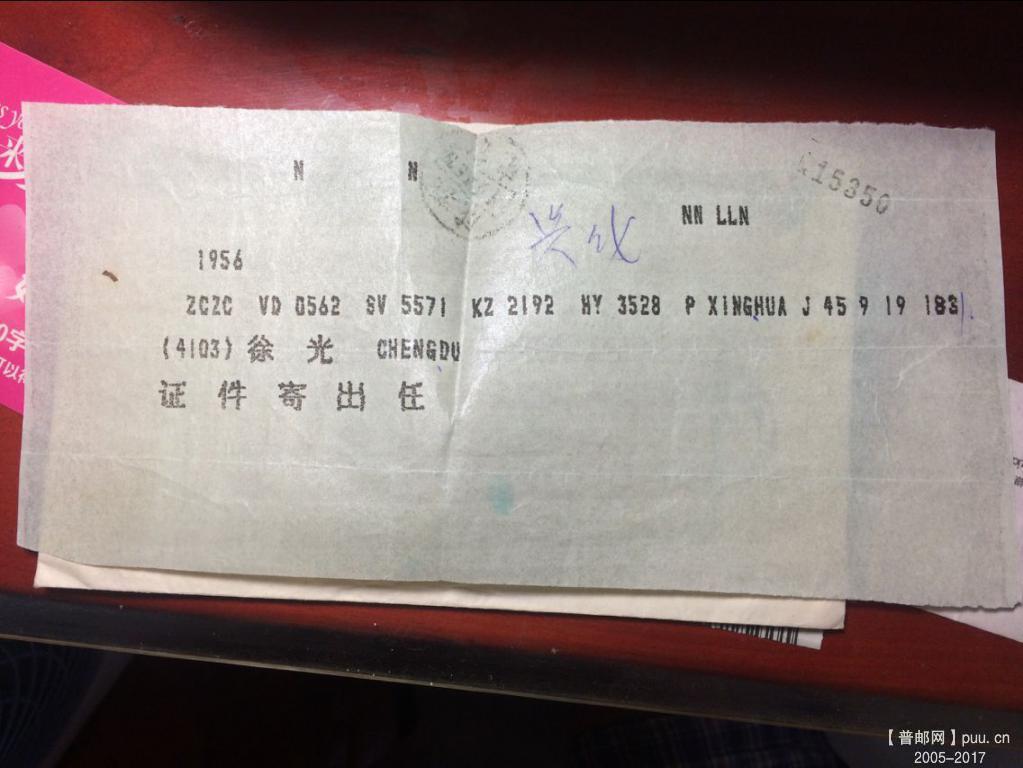 N N
K15350
NN LLN
1956
ZCZC VD 0562 SV 5571 KZ 2192 HY 3528 P XINGHUA J 45 9 19 183
(4103) 徐 光 CHENGDU
证 件 寄 出 任
【普邮网】puu.cn
2005-2017